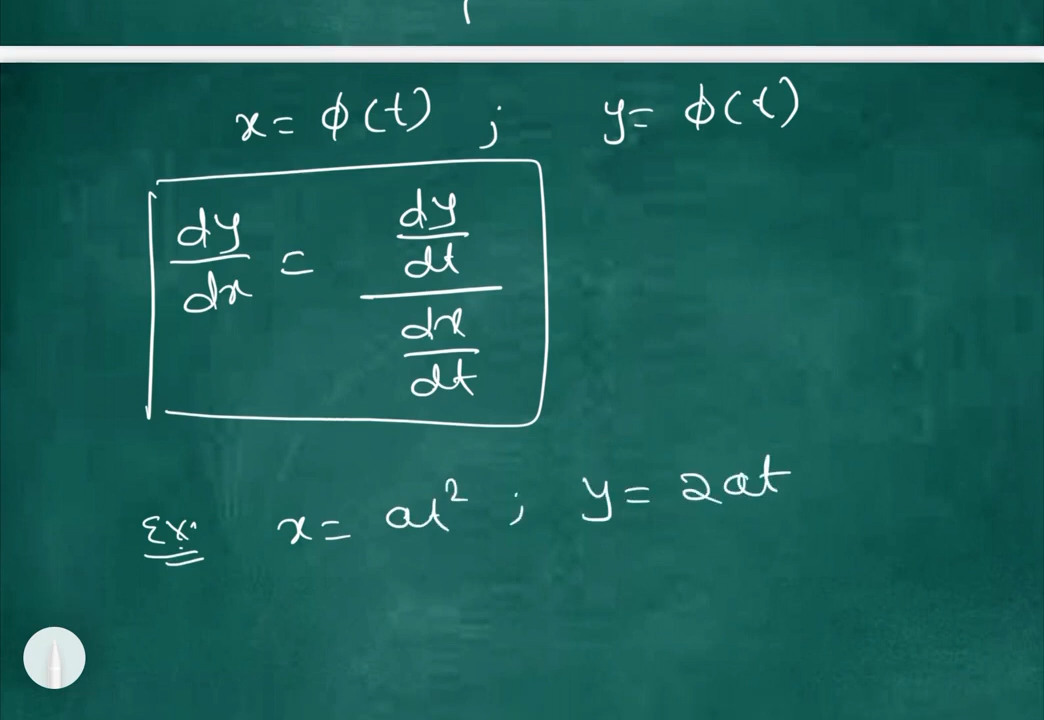 x = φ(t) ; y = φ(t)
dy/dx = (dy/dt)/(dx/dt)
Ex: x = at² ; y = 2at